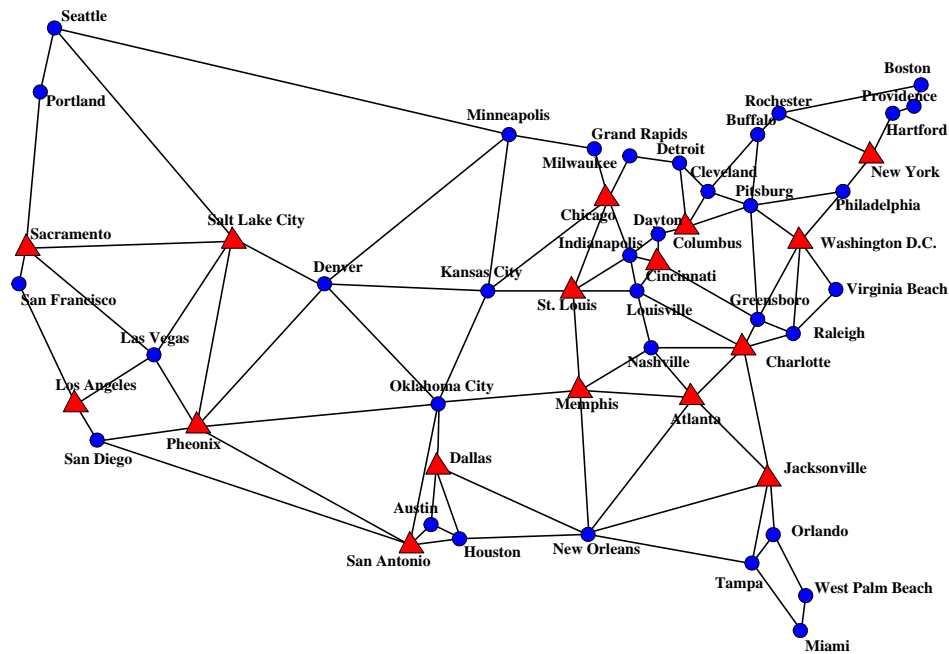 Seattle
Boston
Providence
Portland
Rochester
Minneapolis
Buffalo
Hartford
Grand Rapids
Detroit
Milwaukee
Cleveland
New York
Pitsburg
Philadelphia
Salt Lake City
Chicago
Dayton
Sacramento
Indianapolis
Columbus
Washington D.C.
Denver
Kansas City
Cincinnati
Virginia Beach
San Francisco
St. Louis
Louisville
Greensboro
Las Vegas
Raleigh
Nashville
Charlotte
Los Angeles
Oklahoma City
Memphis
Atlanta
Pheonix
San Diego
Dallas
Jacksonville
Austin
Orlando
San Antonio
Houston
New Orleans
Tampa
West Palm Beach
Miami